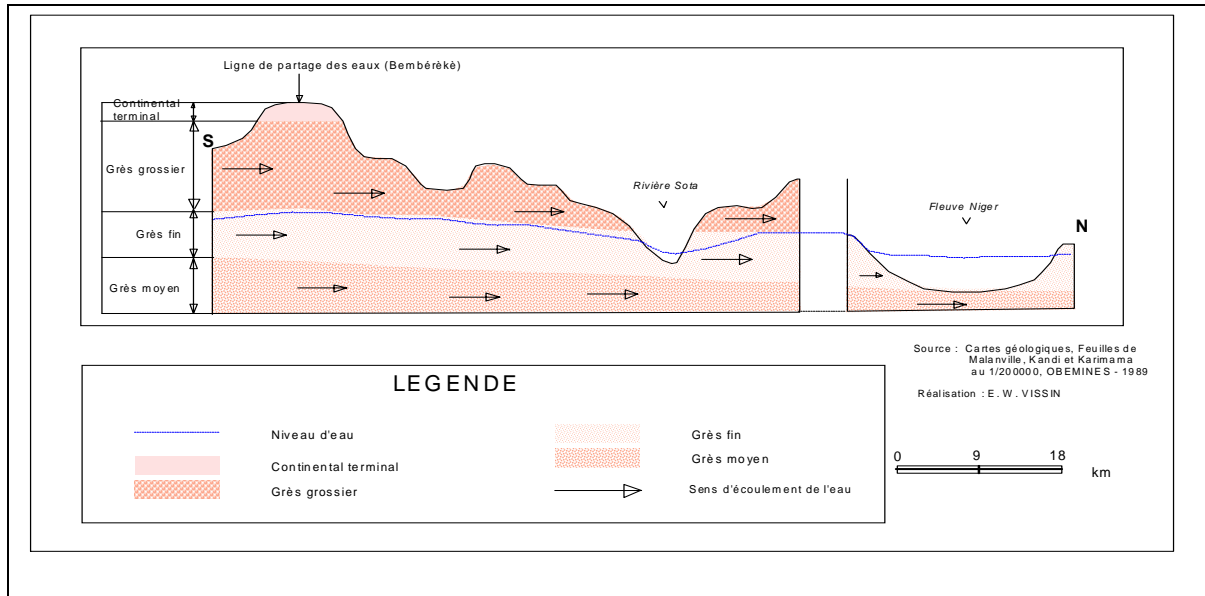 Ligne de partage des eaux (Bembérèkè)
Continental
terminal
S
Grès grossier
Rivière Sota
Fleuve Niger
N
Grès fin
Grès moyen
Source : Cartes géologiques, Feuilles de
Malanville, Kandi et Karimama
au 1/200000, OBEMINES - 1989
Réalisation : E. W. VISSIN
LEGENDE
Niveau d'eau
Continental terminal
Grès grossier
Grès fin
Grès moyen
Sens d'écoulement de l'eau
0 9 18
km